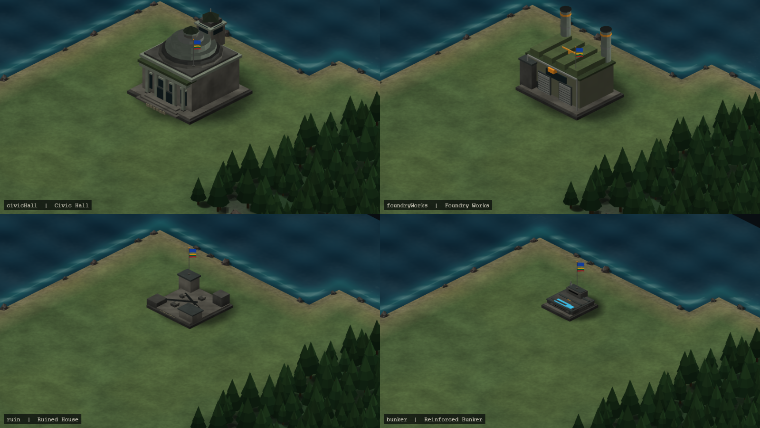 civicHall | Civic Hall
foundryWorks | Foundry Works
ruin | Ruined House
bunker | Reinforced Bunker